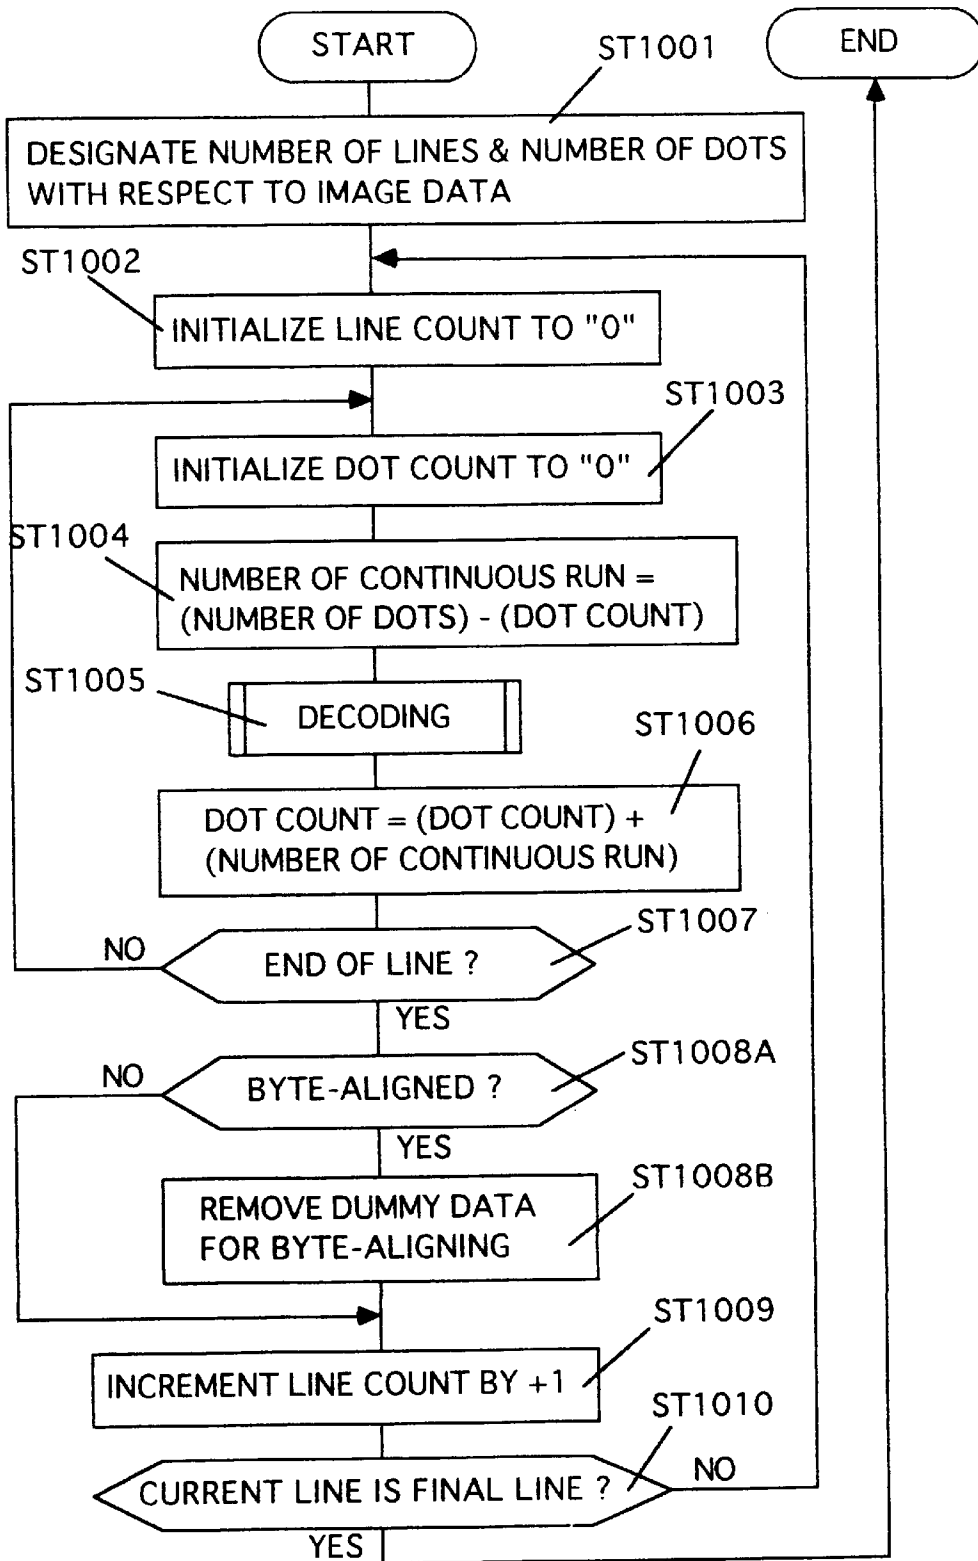 START
END
ST1001
DESIGNATE NUMBER OF LINES & NUMBER OF DOTS
WITH RESPECT TO IMAGE DATA
ST1002
INITIALIZE LINE COUNT TO "0"
ST1003
INITIALIZE DOT COUNT TO "0"
ST1004
NUMBER OF CONTINUOUS RUN =
(NUMBER OF DOTS) - (DOT COUNT)
ST1005
DECODING
ST1006
DOT COUNT = (DOT COUNT) +
(NUMBER OF CONTINUOUS RUN)
ST1007
NO
END OF LINE ?
YES
ST1008A
NO
BYTE-ALIGNED ?
YES
ST1008B
REMOVE DUMMY DATA
FOR BYTE-ALIGNING
ST1009
INCREMENT LINE COUNT BY +1
ST1010
CURRENT LINE IS FINAL LINE ?
NO
YES